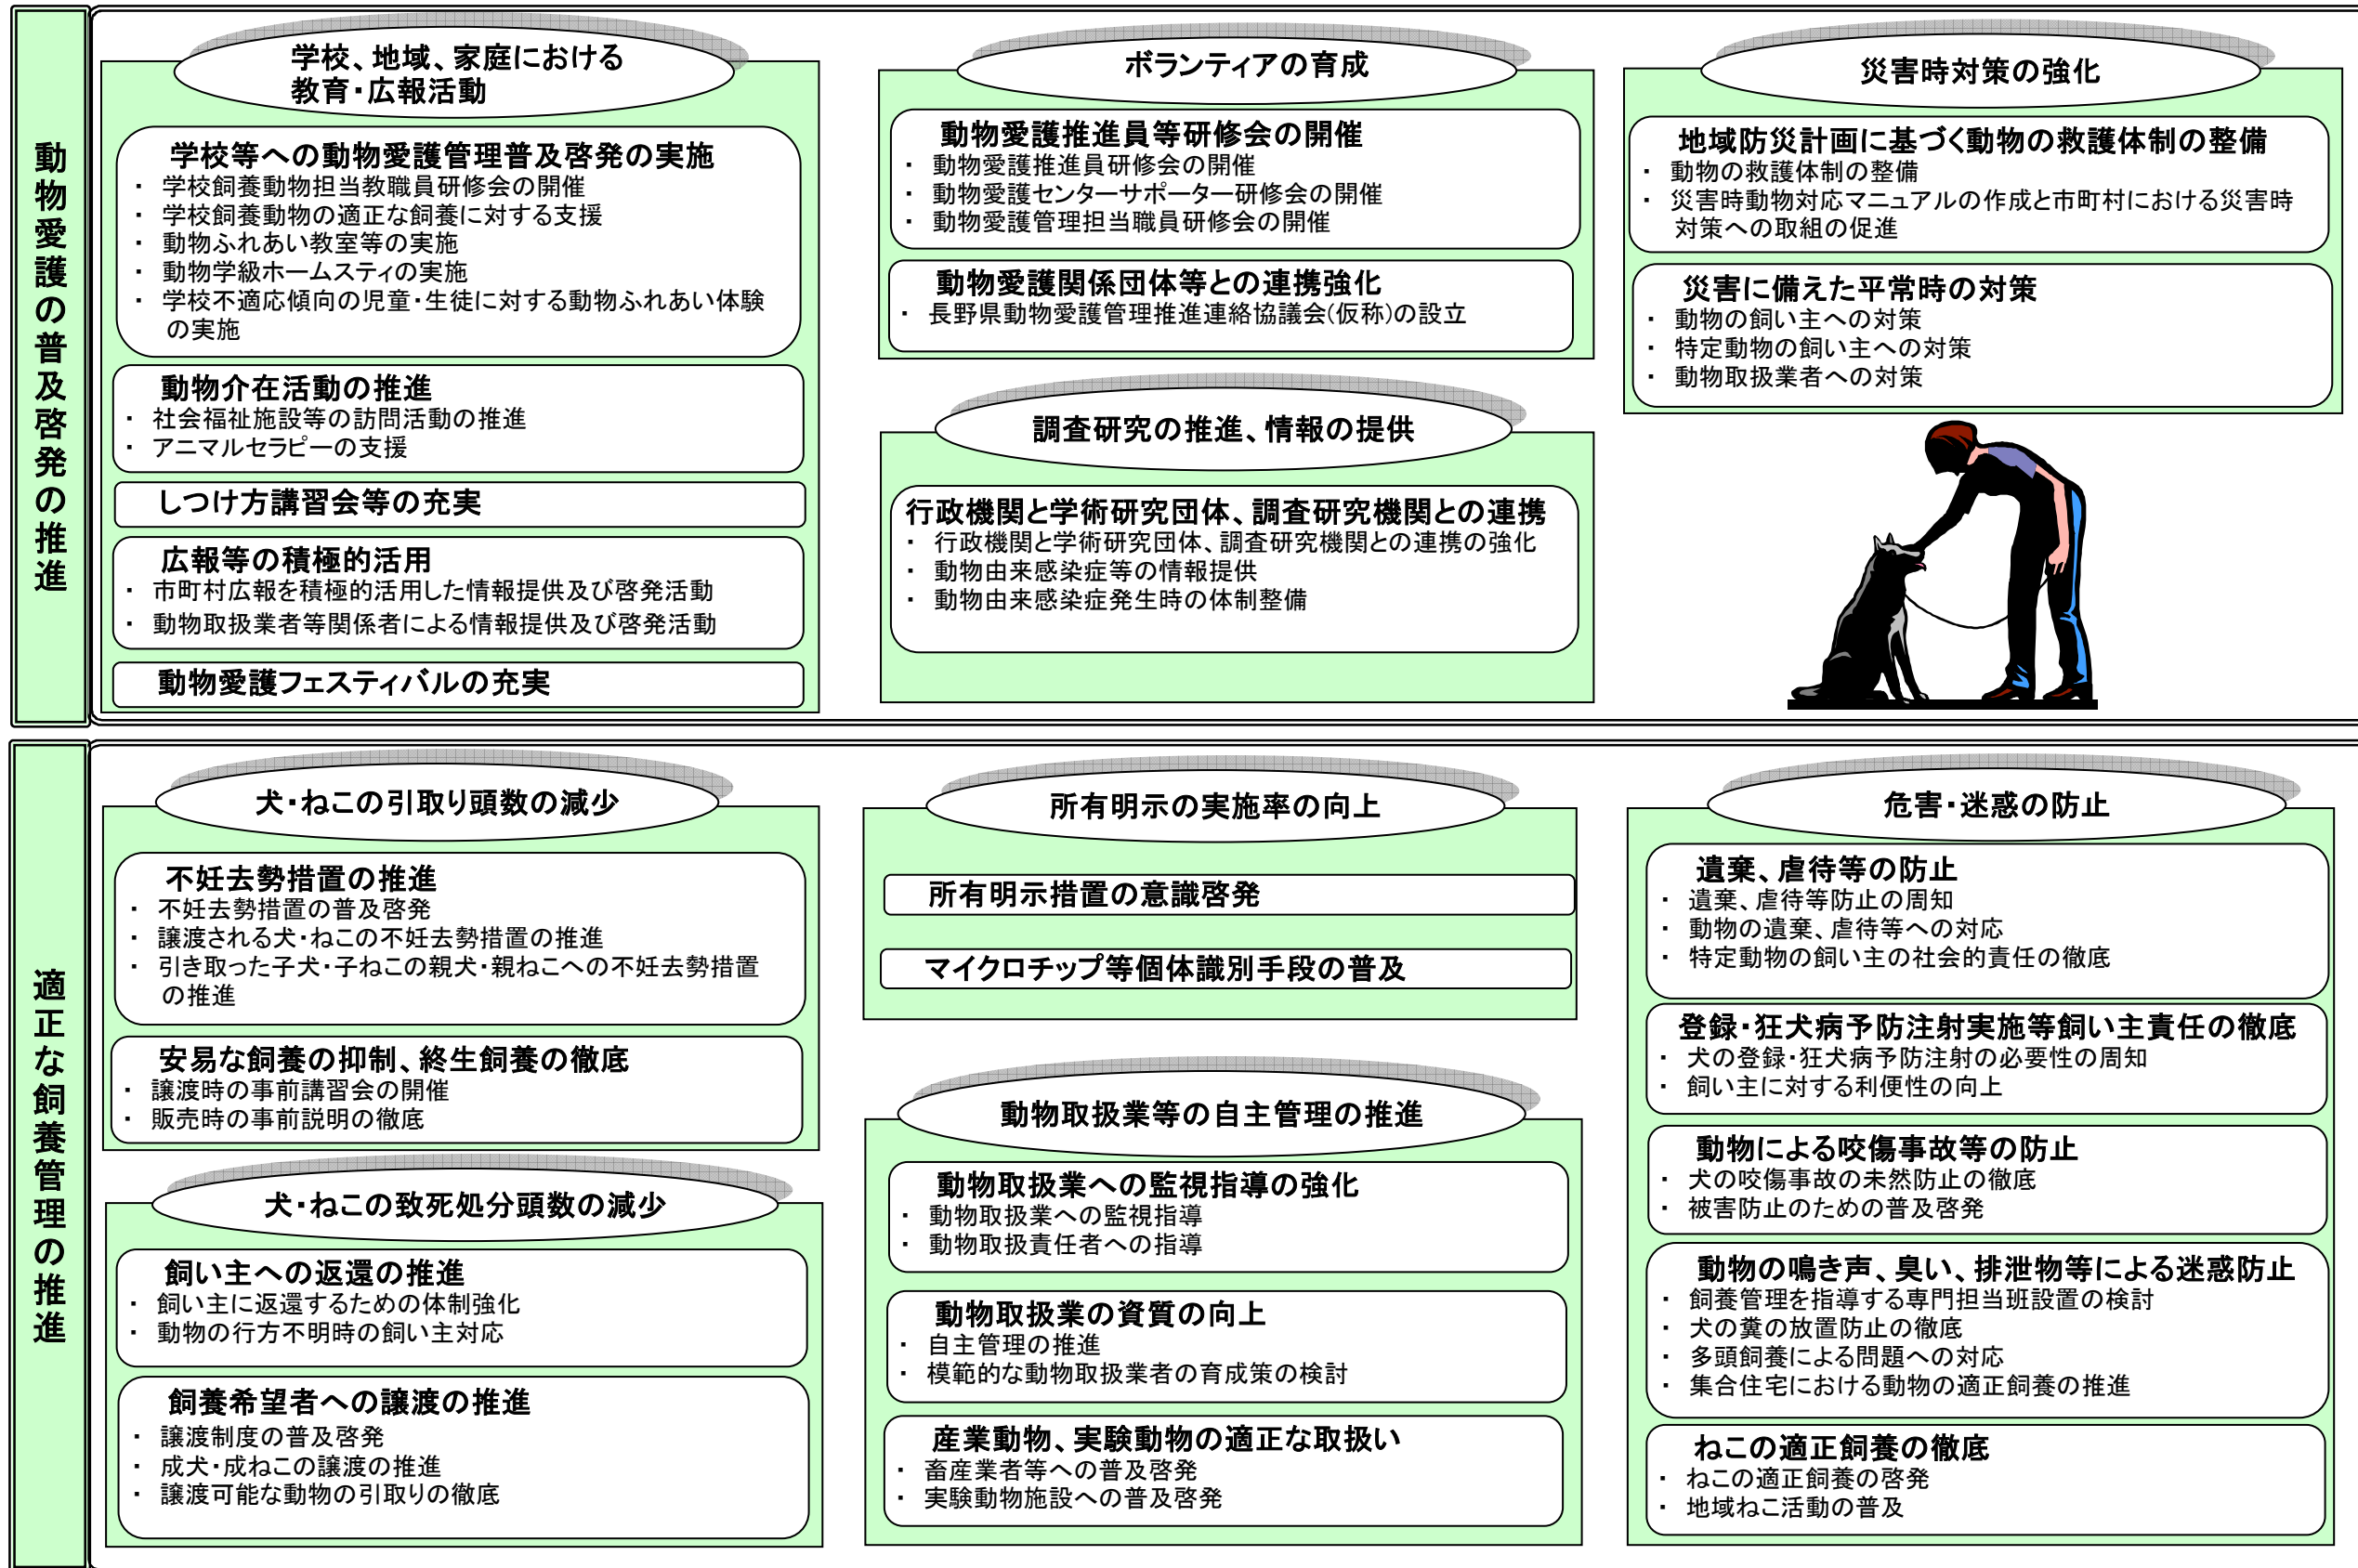 動物愛護の普及啓発の推進
学校、地域、家庭における
教育・広報活動
学校等への動物愛護管理普及啓発の実施
・ 学校飼養動物担当教職員研修会の開催
・ 学校飼養動物の適正な飼養に対する支援
・ 動物ふれあい教室等の実施
・ 動物学級ホームスティの実施
・ 学校不適応傾向の児童・生徒に対する動物ふれあい体験
の実施
動物介在活動の推進
・ 社会福祉施設等の訪問活動の推進
・ アニマルセラピーの支援
しつけ方講習会等の充実
広報等の積極的活用
・ 市町村広報を積極的活用した情報提供及び啓発活動
・ 動物取扱業者等関係者による情報提供及び啓発活動
動物愛護フェスティバルの充実
ボランティアの育成
動物愛護推進員等研修会の開催
・ 動物愛護推進員研修会の開催
・ 動物愛護センターサポーター研修会の開催
・ 動物愛護管理担当職員研修会の開催
動物愛護関係団体等との連携強化
・ 長野県動物愛護管理推進連絡協議会(仮称)の設立
調査研究の推進、情報の提供
行政機関と学術研究団体、調査研究機関との連携
・ 行政機関と学術研究団体、調査研究機関との連携の強化
・ 動物由来感染症等の情報提供
・ 動物由来感染症発生時の体制整備
災害時対策の強化
地域防災計画に基づく動物の救護体制の整備
・ 動物の救護体制の整備
・ 災害時動物対応マニュアルの作成と市町村における災害時
対策への取組の促進
災害に備えた平常時の対策
・ 動物の飼い主への対策
・ 特定動物の飼い主への対策
・ 動物取扱業者への対策
適正な飼養管理の推進
犬・ねこの引取り頭数の減少
不妊去勢措置の推進
・ 不妊去勢措置の普及啓発
・ 譲渡される犬・ねこの不妊去勢措置の推進
・ 引き取った子犬・子ねこの親犬・親ねこへの不妊去勢措置
の推進
安易な飼養の抑制、終生飼養の徹底
・ 譲渡時の事前講習会の開催
・ 販売時の事前説明の徹底
犬・ねこの致死処分頭数の減少
飼い主への返還の推進
・ 飼い主に返還するための体制強化
・ 動物の行方不明時の飼い主対応
飼養希望者への譲渡の推進
・ 譲渡制度の普及啓発
・ 成犬・成ねこの譲渡の推進
・ 譲渡可能な動物の引取りの徹底
所有明示の実施率の向上
所有明示措置の意識啓発
マイクロチップ等個体識別手段の普及
動物取扱業等の自主管理の推進
動物取扱業への監視指導の強化
・ 動物取扱業への監視指導
・ 動物取扱責任者への指導
動物取扱業の資質の向上
・ 自主管理の推進
・ 模範的な動物取扱業者の育成策の検討
産業動物、実験動物の適正な取扱い
・ 畜産業者等への普及啓発
・ 実験動物施設への普及啓発
危害・迷惑の防止
遺棄、虐待等の防止
・ 遺棄、虐待等防止の周知
・ 動物の遺棄、虐待等への対応
・ 特定動物の飼い主の社会的責任の徹底
登録・狂犬病予防注射実施等飼い主責任の徹底
・ 犬の登録・狂犬病予防注射の必要性の周知
・ 飼い主に対する利便性の向上
動物による咬傷事故等の防止
・ 犬の咬傷事故の未然防止の徹底
・ 被害防止のための普及啓発
動物の鳴き声、臭い、排泄物等による迷惑防止
・ 飼養管理を指導する専門担当班設置の検討
・ 犬の糞の放置防止の徹底
・ 多頭飼養による問題への対応
・ 集合住宅における動物の適正飼養の推進
ねこの適正飼養の徹底
・ ねこの適正飼養の啓発
・ 地域ねこ活動の普及